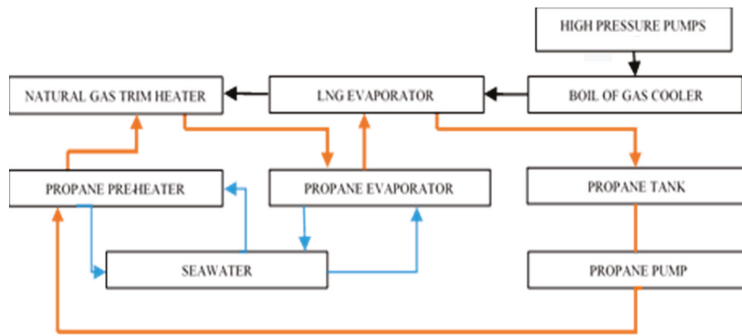 HIGH PRESSURE PUMPS
NATURAL GAS TRIM HEATER
LNG EVAPORATOR
BOIL OF GAS COOLER
PROPANE PRE-HEATER
PROPANE EVAPORATOR
PROPANE TANK
SEAWATER
PROPANE PUMP